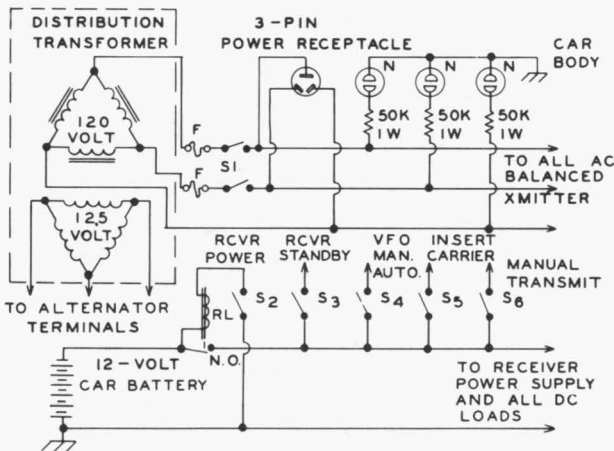 DISTRIBUTION
TRANSFORMER
3-PIN
POWER RECEPTACLE
CAR
BODY
N
N
N
120
VOLT
F
S1
F
50K
1W
50K
1W
50K
1W
TO ALL AC
BALANCED
XMITTER
12.5
VOLT
TO ALTERNATOR
TERMINALS
RCVR
POWER
RCVR
STANDBY
VFO
MAN.
AUTO.
INSERT
CARRIER
MANUAL
TRANSMIT
RL
S2
S3
S4
S5
S6
N.O.
12-VOLT
CAR BATTERY
TO RECEIVER
POWER SUPPLY
AND ALL DC
LOADS